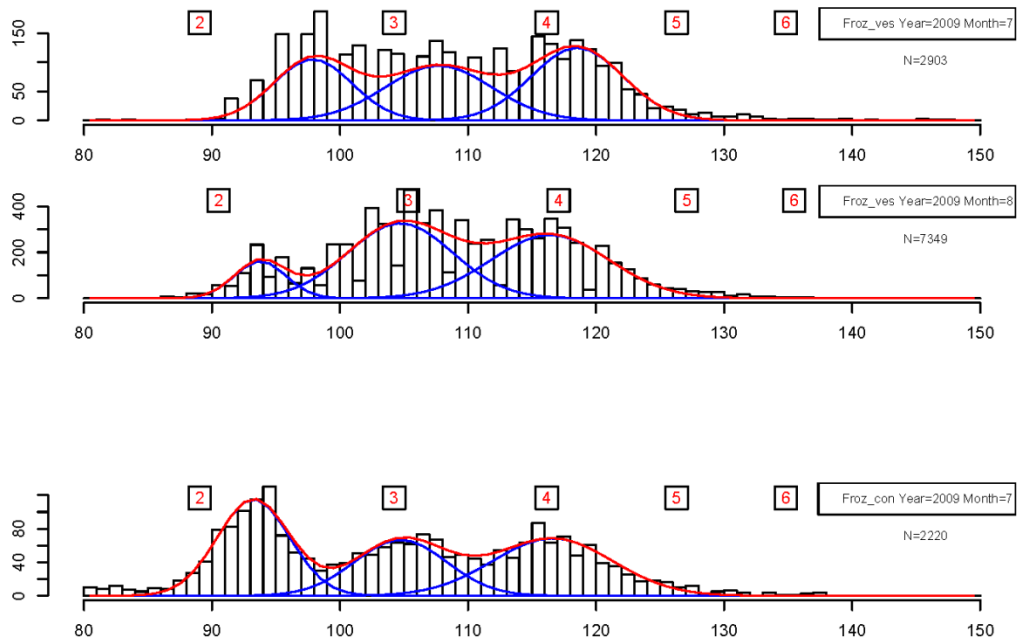 2 3 4 5 6 Froz_ves Year=2009 Month=7
N=2903
150
50
0
80 90 100 110 120 130 140 150
2 3 4 5 6 Froz_ves Year=2009 Month=8
N=7349
400
200
0
80 90 100 110 120 130 140 150
2 3 4 5 6 Froz_con Year=2009 Month=7
N=2220
80
40
0
80 90 100 110 120 130 140 150